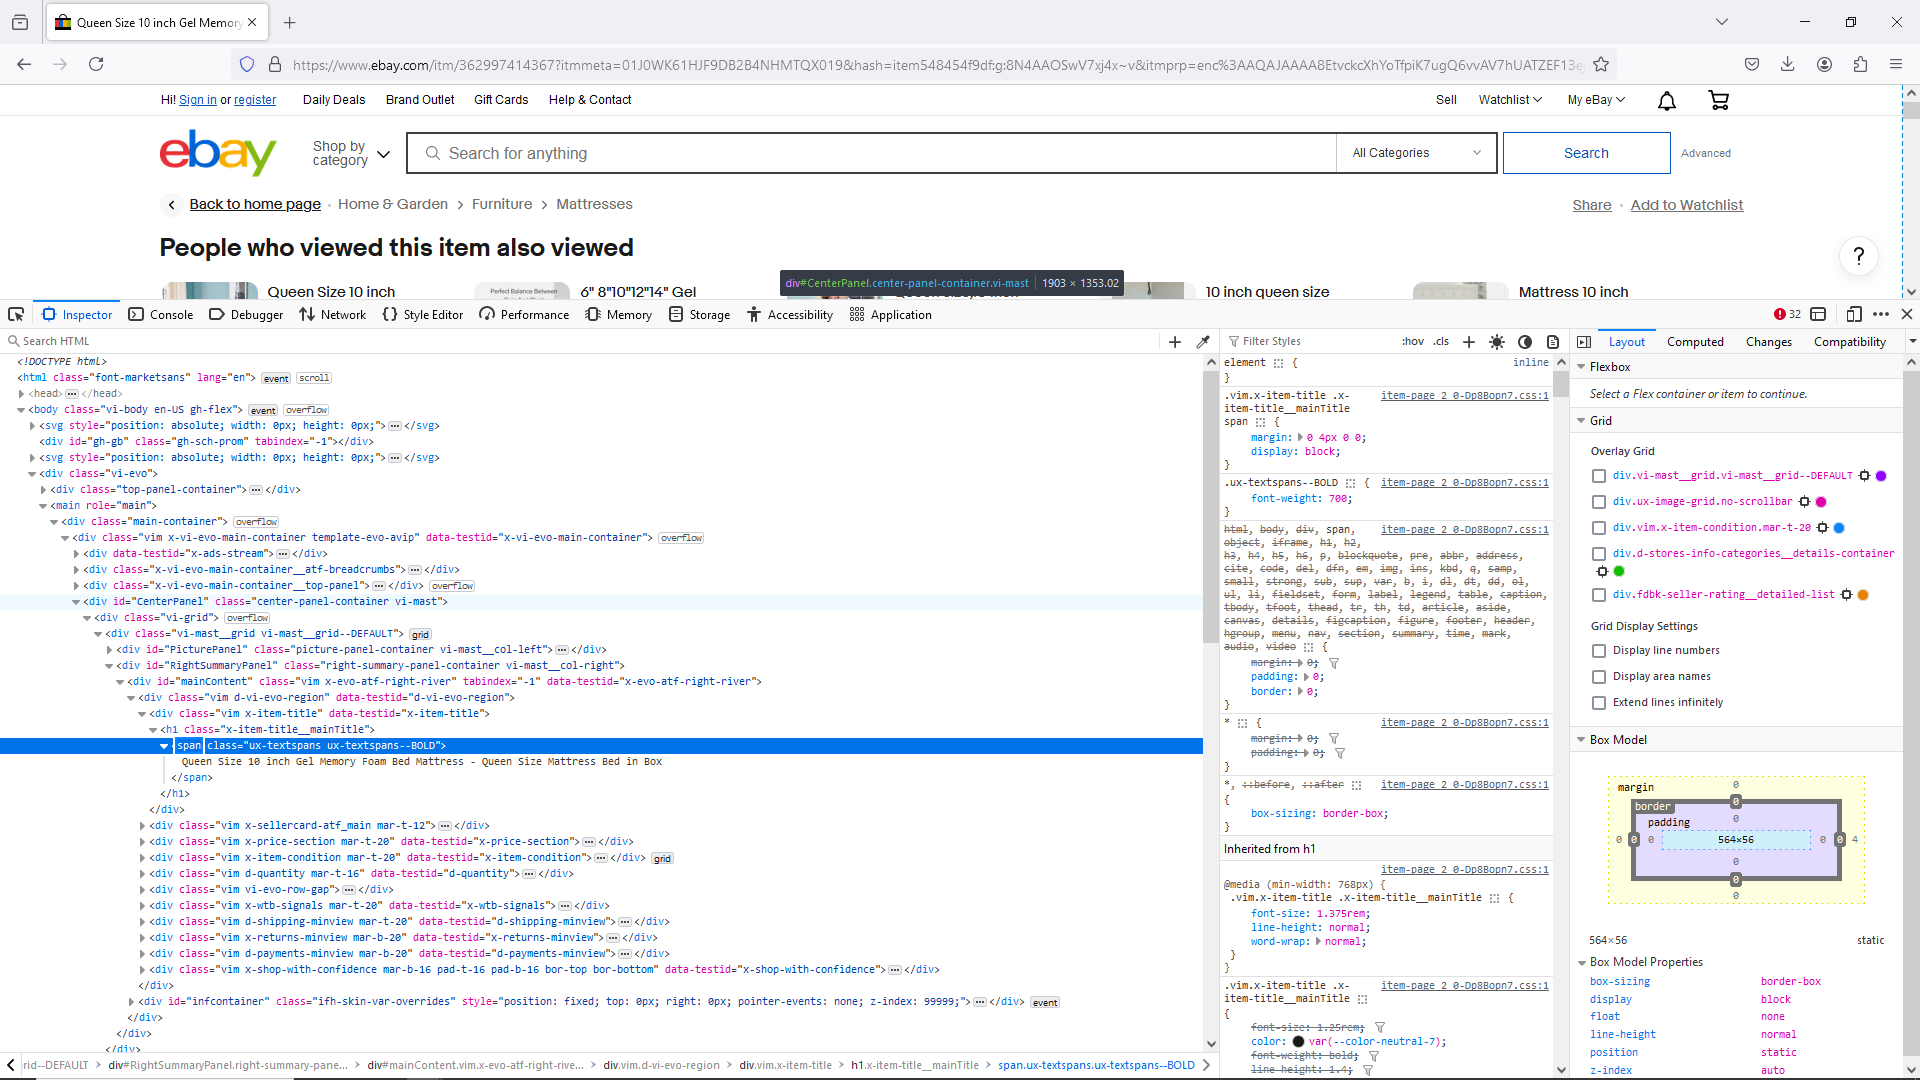 Queen Size 10 inch Gel Memory
https://www.ebay.com/itm/362997414367?itmmeta=01J0WK61HJF9DB2B4NHMTQX019&hash=item548454f9df:g:8N4AAOSwV7xj4x~v&itmprp=enc%3AAQAJAAAA8EtvckcXhYoTfpiK7ugQ6vvAV7hUATZEF13e
Hi! Sign in or register Daily Deals Brand Outlet Gift Cards Help & Contact Sell Watchlist My eBay
ebay Shop by category Search for anything All Categories Search Advanced
Back to home page · Home & Garden > Furniture > Mattresses Share · Add to Watchlist
People who viewed this item also viewed
?
div#CenterPanel.center-panel-container.vi-mast 1903 × 1353.02
Queen Size 10 inch
Perfect Balance Between
6" 8"10"12"14" Gel
10 inch queen size
Mattress 10 inch
Inspector Console Debugger Network Style Editor Performance Memory Storage Accessibility Application 32
Search HTML
<!DOCTYPE html>
<html class="font-marketsans" lang="en"> event scroll
<head> </head>
<body class="vi-body en-US gh-flex"> event overflow
<svg style="position: absolute; width: 0px; height: 0px;"> </svg>
<div id="gh-gb" class="gh-sch-prom" tabindex="-1"></div>
<svg style="position: absolute; width: 0px; height: 0px;"> </svg>
<div class="vi-evo">
<div class="top-panel-container"> </div>
<main role="main">
<div class="main-container"> overflow
<div class="vim x-vi-evo-main-container template-evo-avip" data-testid="x-vi-evo-main-container"> overflow
<div data-testid="x-ads-stream"> </div>
<div class="x-vi-evo-main-container__atf-breadcrumbs"> </div>
<div class="x-vi-evo-main-container__top-panel"> </div> overflow
<div id="CenterPanel" class="center-panel-container vi-mast">
<div class="vi-grid"> overflow
<div class="vi-mast__grid vi-mast__grid--DEFAULT"> grid
<div id="PicturePanel" class="picture-panel-container vi-mast__col-left"> </div>
<div id="RightSummaryPanel" class="right-summary-panel-container vi-mast__col-right">
<div id="mainContent" class="vim x-evo-atf-right-river" tabindex="-1" data-testid="x-evo-atf-right-river">
<div class="vim d-vi-evo-region" data-testid="d-vi-evo-region">
<div class="vim x-item-title" data-testid="x-item-title">
<h1 class="x-item-title__mainTitle">
span class="ux-textspans ux-textspans--BOLD">
Queen Size 10 inch Gel Memory Foam Bed Mattress - Queen Size Mattress Bed in Box
</span>
</h1>
</div>
<div class="vim x-sellercard-atf_main mar-t-12"> </div>
<div class="vim x-price-section mar-t-20" data-testid="x-price-section"> </div>
<div class="vim x-item-condition mar-t-20" data-testid="x-item-condition"> </div> grid
<div class="vim d-quantity mar-t-16" data-testid="d-quantity"> </div>
<div class="vim vi-evo-row-gap"> </div>
<div class="vim x-wtb-signals mar-t-20" data-testid="x-wtb-signals"> </div>
<div class="vim d-shipping-minview mar-t-20" data-testid="d-shipping-minview"> </div>
<div class="vim x-returns-minview mar-b-20" data-testid="x-returns-minview"> </div>
<div class="vim d-payments-minview mar-b-20" data-testid="d-payments-minview"> </div>
<div class="vim x-shop-with-confidence mar-b-16 pad-t-16 pad-b-16 bor-top bor-bottom" data-testid="x-shop-with-confidence"> </div>
</div>
<div id="infcontainer" class="ifh-skin-var-overrides" style="position: fixed; top: 0px; right: 0px; pointer-events: none; z-index: 99999;"> </div> event
</div>
</div>
</div>
rid--DEFAULT > div#RightSummaryPanel.right-summary-pane... > div#mainContent.vim.x-evo-atf-right-rive... > div.vim.d-vi-evo-region > div.vim.x-item-title > h1.x-item-title__mainTitle > span.ux-textspans.ux-textspans--BOLD
Filter Styles :hov .cls
element { inline
}
.vim.x-item-title .x- item-page_2_0-Dp8Bopn7.css:1
item-title__mainTitle
span {
margin: 0 4px 0 0;
display: block;
}
.ux-textspans--BOLD { item-page_2_0-Dp8Bopn7.css:1
font-weight: 700;
}
html, body, div, span, item-page_2_0-Dp8Bopn7.css:1
object, iframe, h1, h2,
h3, h4, h5, h6, p, blockquote, pre, abbr, address,
cite, code, del, dfn, em, img, ins, kbd, q, samp,
small, strong, sub, sup, var, b, i, dl, dt, dd, ol,
ul, li, fieldset, form, label, legend, table, caption,
tbody, tfoot, thead, tr, th, td, article, aside,
canvas, details, figcaption, figure, footer, header,
hgroup, menu, nav, section, summary, time, mark,
audio, video {
margin: 0;
padding: 0;
border: 0;
}
* { item-page_2_0-Dp8Bopn7.css:1
margin: 0;
padding: 0;
}
*, ::before, ::after item-page_2_0-Dp8Bopn7.css:1
{
box-sizing: border-box;
}
Inherited from h1
item-page_2_0-Dp8Bopn7.css:1
@media (min-width: 768px) {
.vim.x-item-title .x-item-title__mainTitle {
font-size: 1.375rem;
line-height: normal;
word-wrap: normal;
}
}
.vim.x-item-title .x- item-page_2_0-Dp8Bopn7.css:1
item-title__mainTitle
{
font-size: 1.25rem;
color: var(--color-neutral-7);
font-weight: bold;
line-height: 1.4;
Layout Computed Changes Compatibility
Flexbox
Select a Flex container or item to continue.
Grid
Overlay Grid
div.vi-mast__grid.vi-mast__grid--DEFAULT
div.ux-image-grid.no-scrollbar
div.vim.x-item-condition.mar-t-20
div.d-stores-info-categories__details-container
div.fdbk-seller-rating__detailed-list
Grid Display Settings
Display line numbers
Display area names
Extend lines infinitely
Box Model
margin 0
border 0
padding 0
0 0 0 564×56 0 0 4
0
0
0
564×56 static
Box Model Properties
box-sizing border-box
display block
float none
line-height normal
position static
z-index auto